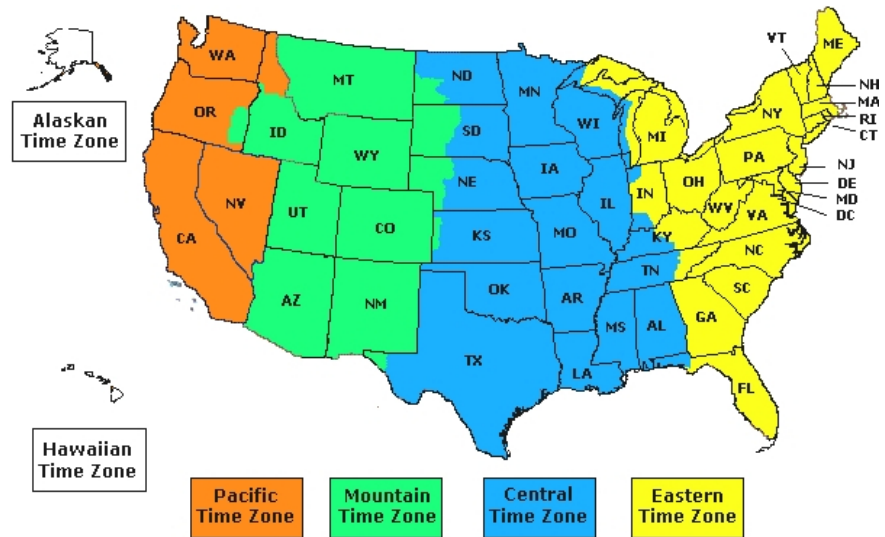 VT
ME
WA
MT
ND
MN
NH
MA
RI
CT
OR
ID
WY
SD
WI
MI
NY
Alaskan
Time Zone
NV
UT
CO
NE
IA
IL
IN
OH
PA
NJ
DE
MD
DC
CA
KS
MO
KY
WV
VA
AZ
NM
OK
AR
TN
NC
SC
TX
LA
MS
AL
GA
FL
Hawaiian
Time Zone
Pacific
Time Zone
Mountain
Time Zone
Central
Time Zone
Eastern
Time Zone